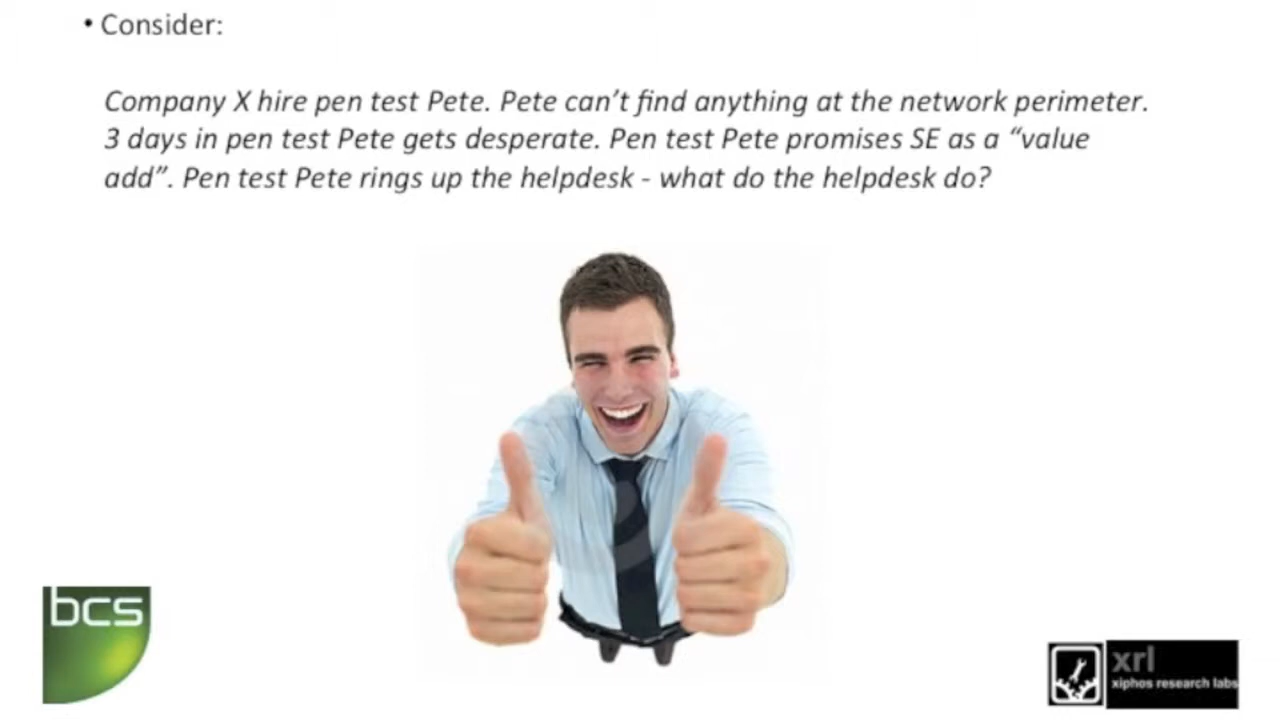 • Consider:
Company X hire pen test Pete. Pete can’t find anything at the network perimeter.
3 days in pen test Pete gets desperate. Pen test Pete promises SE as a “value
add”. Pen test Pete rings up the helpdesk - what do the helpdesk do?
bcs
xrl
xiphos research labs